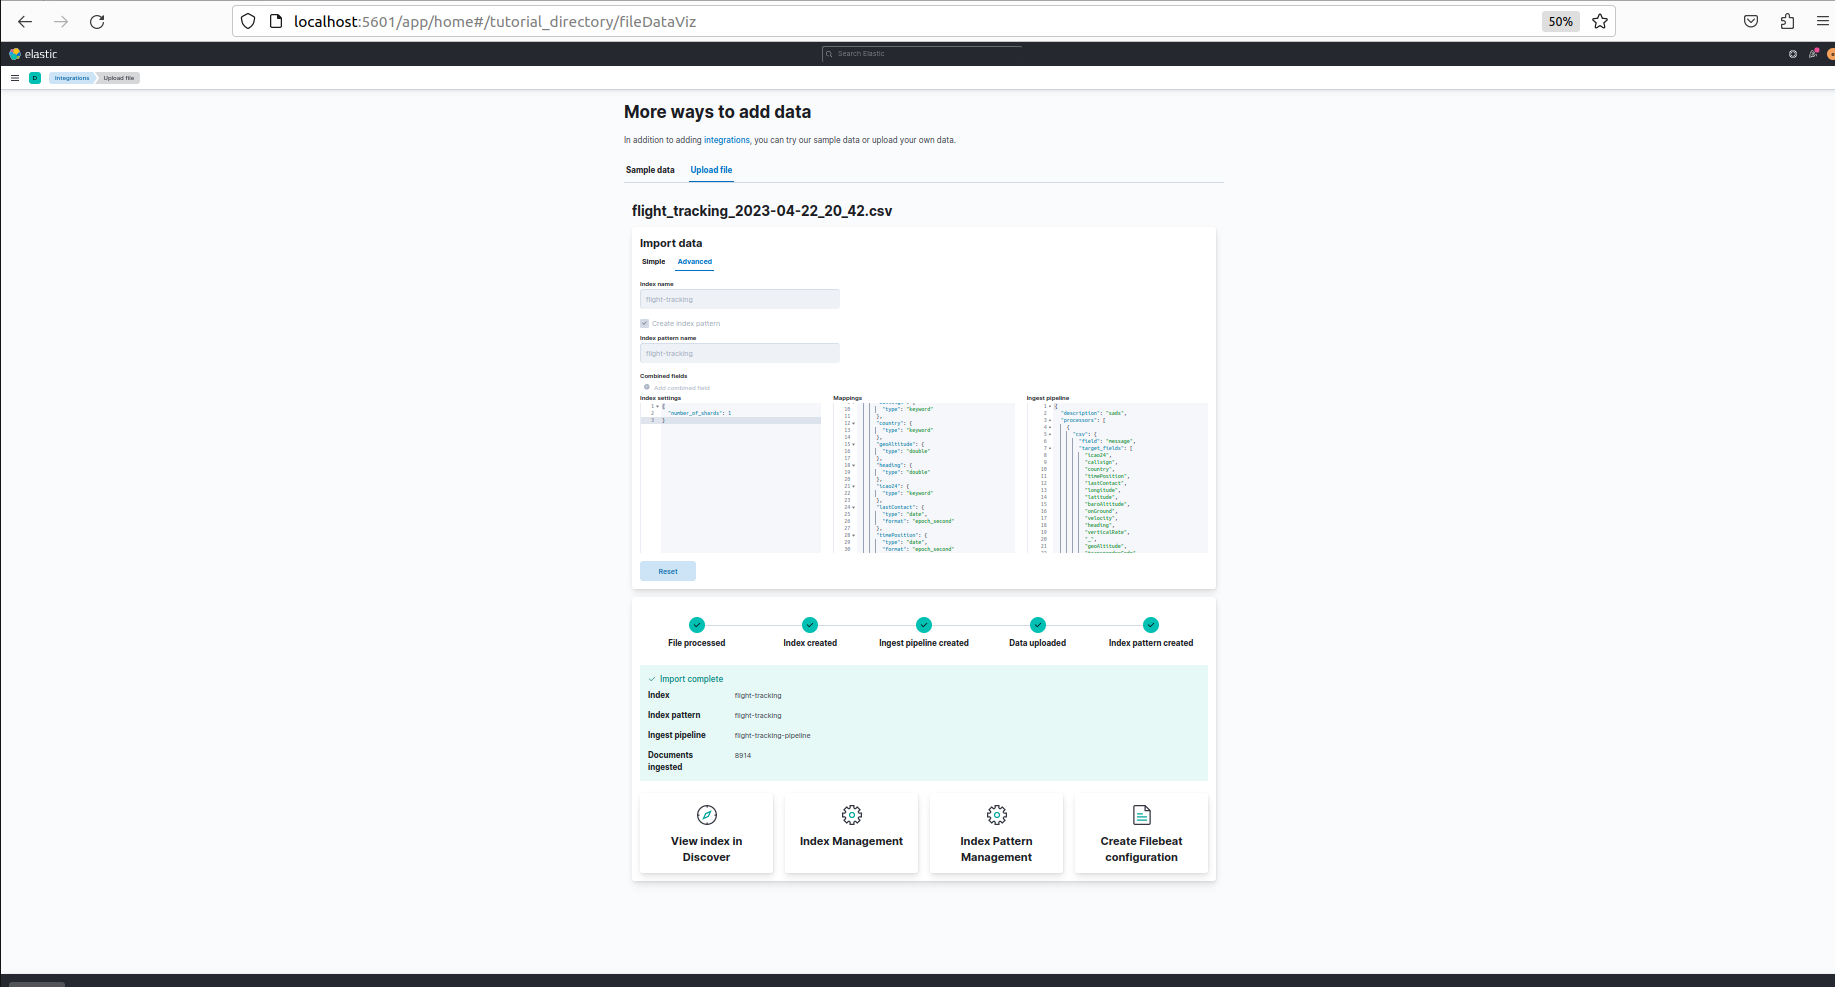 localhost:5601/app/home#/tutorial_directory/fileDataViz
50%
elastic
Search Elastic
D
Integrations
Upload file
More ways to add data
In addition to adding integrations, you can try our sample data or upload your own data.
Sample data
Upload file
flight_tracking_2023-04-22_20_42.csv
Import data
Simple
Advanced
Index name
flight-tracking
Create index pattern
Index pattern name
flight-tracking
Combined fields
Add combined field
Index settings
1 {
2 "number_of_shards": 1
3 }
Mappings
10 "type": "keyword"
11 },
12 "country": {
13 "type": "keyword"
14 },
15 "geoAltitude": {
16 "type": "double"
17 },
18 "heading": {
19 "type": "double"
20 },
21 "icao24": {
22 "type": "keyword"
23 },
24 "lastContact": {
25 "type": "date",
26 "format": "epoch_second"
27 },
28 "timePosition": {
29 "type": "date",
30 "format": "epoch_second"
Ingest pipeline
1 {
2 "description": "sads",
3 "processors": [
4 {
5 "csv": {
6 "field": "message",
7 "target_fields": [
8 "icao24",
9 "callsign",
10 "country",
11 "timePosition",
12 "lastContact",
13 "longitude",
14 "latitude",
15 "baroAltitude",
16 "onGround",
17 "velocity",
18 "heading",
19 "verticalRate",
20 "_",
21 "geoAltitude",
Reset
File processed
Index created
Ingest pipeline created
Data uploaded
Index pattern created
Import complete
Index flight-tracking
Index pattern flight-tracking
Ingest pipeline flight-tracking-pipeline
Documents ingested 8914
View index in
Discover
Index Management
Index Pattern
Management
Create Filebeat
configuration